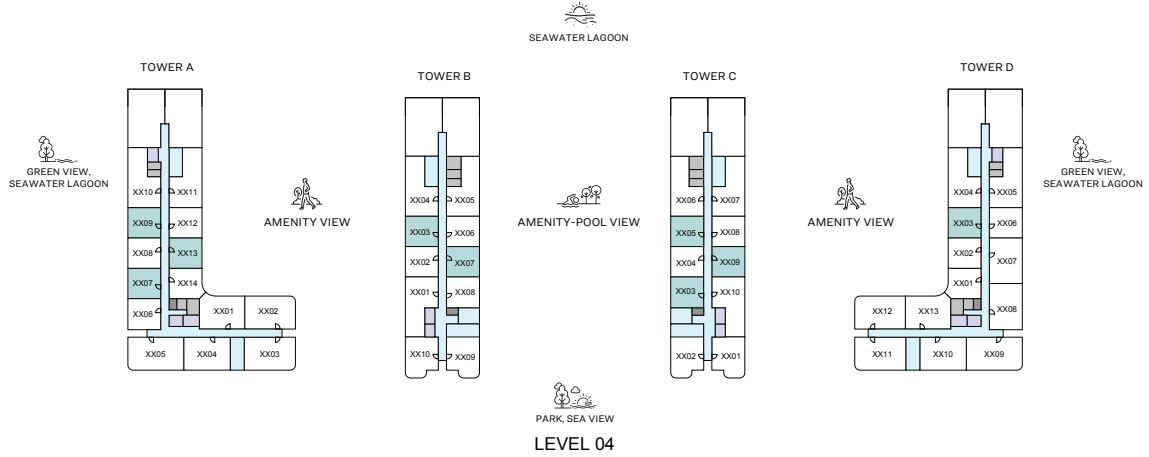 SEAWATER LAGOON
TOWER A
TOWER B
TOWER C
TOWER D
GREEN VIEW,
SEAWATER LAGOON
AMENITY VIEW
AMENITY-POOL VIEW
AMENITY VIEW
GREEN VIEW,
SEAWATER LAGOON
XX10 XX11
XX09 XX12
XX08 XX13
XX07 XX14
XX06 XX01 XX02
XX05 XX04 XX03
XX04 XX05
XX03 XX06
XX02 XX07
XX01 XX08
XX10 XX09
XX06 XX07
XX05 XX08
XX04 XX09
XX03 XX10
XX02 XX01
XX04 XX05
XX03 XX06
XX02 XX07
XX01
XX12 XX13 XX08
XX11 XX10 XX09
PARK, SEA VIEW
LEVEL 04